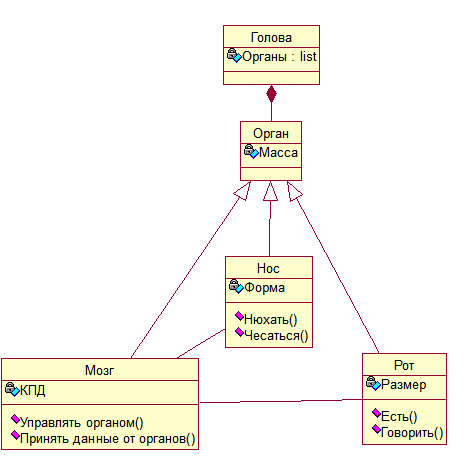 Голова
Органы : list
Орган
Масса
Нос
Форма
Нюхать()
Чесаться()
Мозг
КПД
Управлять органом()
Принять данные от органов()
Рот
Размер
Есть()
Говорить()